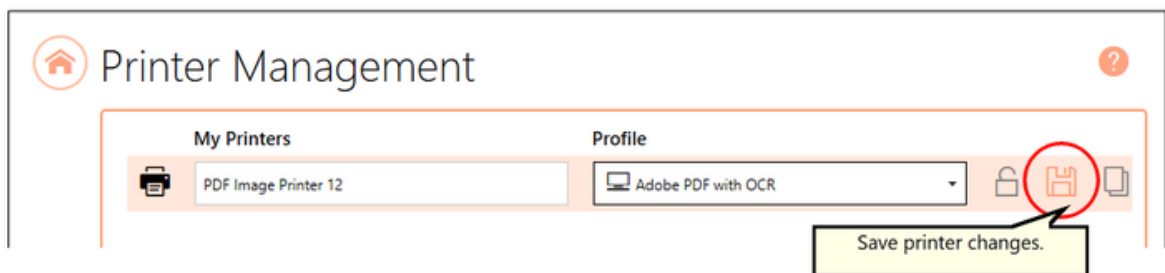 Printer Management
?
My Printers Profile
PDF Image Printer 12 Adobe PDF with OCR
Save printer changes.